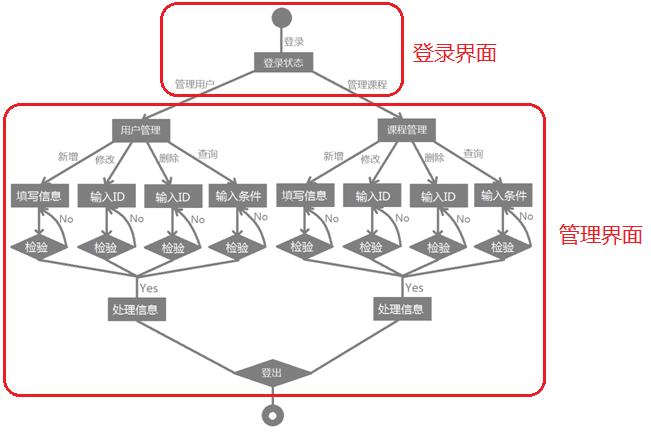 登录
登录状态
登录界面
管理用户
管理课程
用户管理
课程管理
新增
修改
删除
查询
新增
修改
删除
查询
填写信息
输入ID
输入ID
输入条件
填写信息
输入ID
输入ID
输入条件
No
No
No
No
No
No
No
No
检验
检验
检验
检验
检验
检验
检验
检验
管理界面
Yes
Yes
处理信息
处理信息
登出